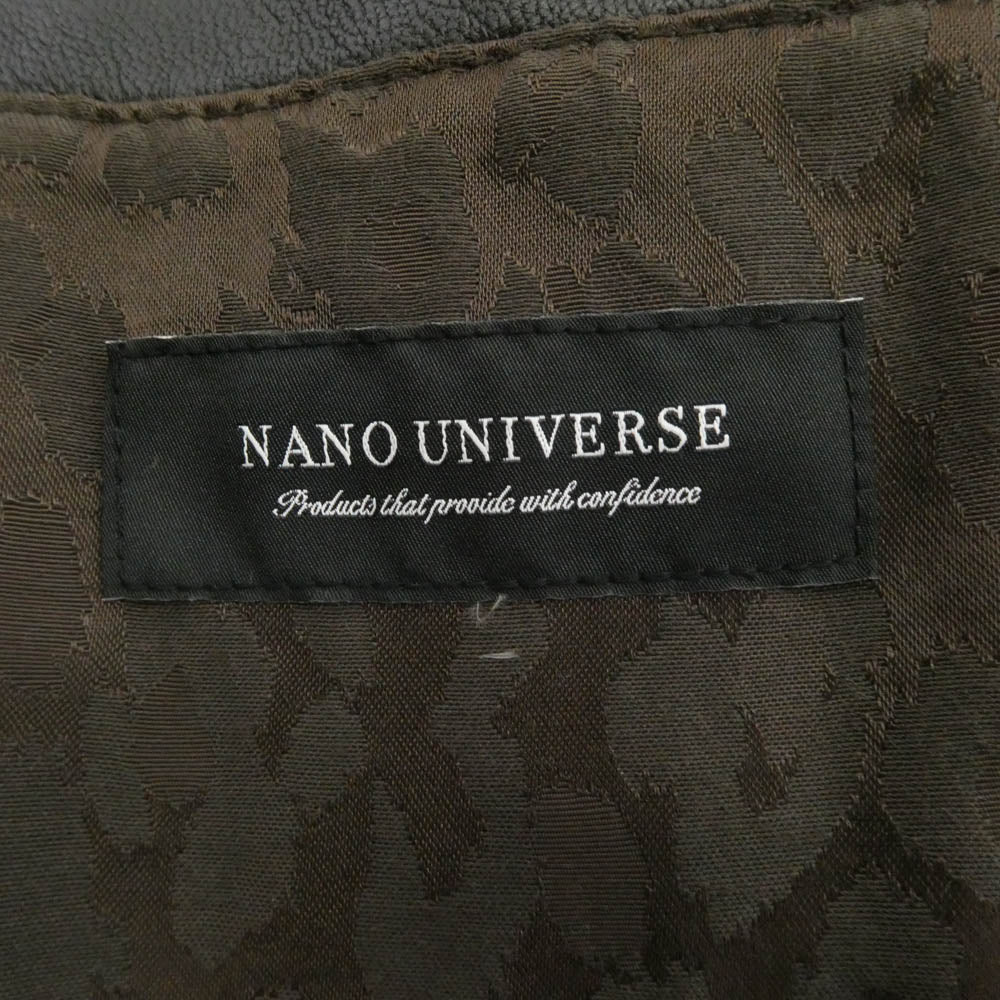 NANO UNIVERSE
Products that provide with confidence